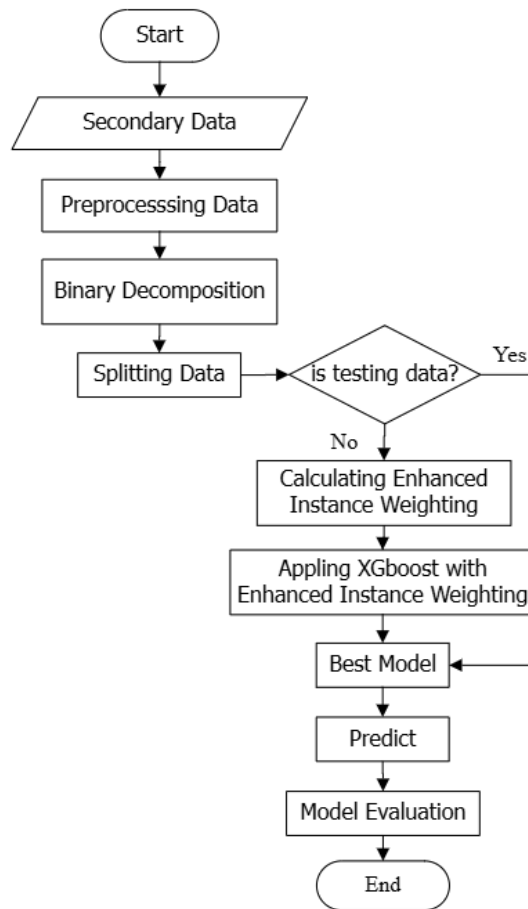 Start
Secondary Data
Preprocesssing Data
Binary Decomposition
Splitting Data
is testing data?
Yes
No
Calculating Enhanced
Instance Weighting
Appling XGboost with
Enhanced Instance Weighting
Best Model
Predict
Model Evaluation
End